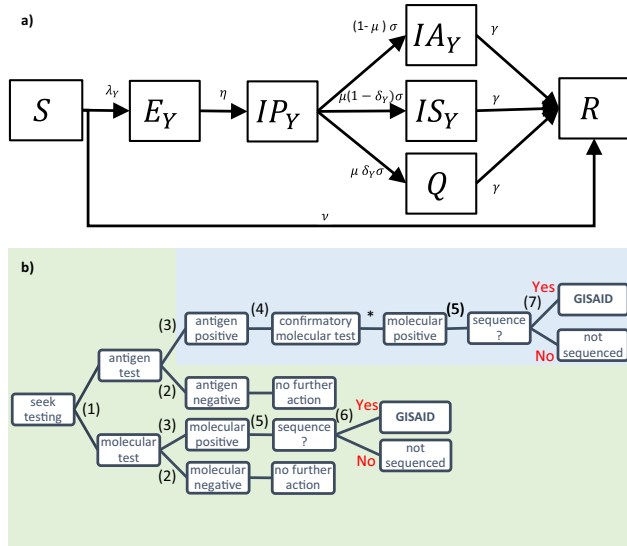 a)
S
λ_Y
E_Y
η
IP_Y
(1- μ ) σ
IA_Y
γ
μ(1 − δ_Y)σ
IS_Y
γ
μ δ_Yσ
Q
γ
R
ν
b)
seek
testing
(1)
antigen
test
(3)
antigen
positive
(4)
confirmatory
molecular test
*
molecular
positive
(5)
sequence
?
(7)
Yes
GISAID
No
not
sequenced
(2)
antigen
negative
no further
action
molecular
test
(3)
molecular
positive
(5)
sequence
?
(6)
Yes
GISAID
No
not
sequenced
(2)
molecular
negative
no further
action